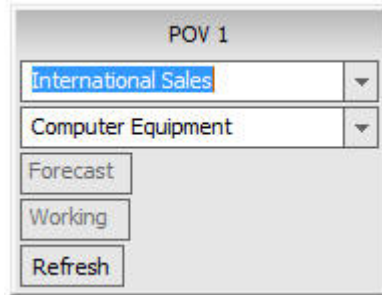 POV 1
International Sales
Computer Equipment
Forecast
Working
Refresh